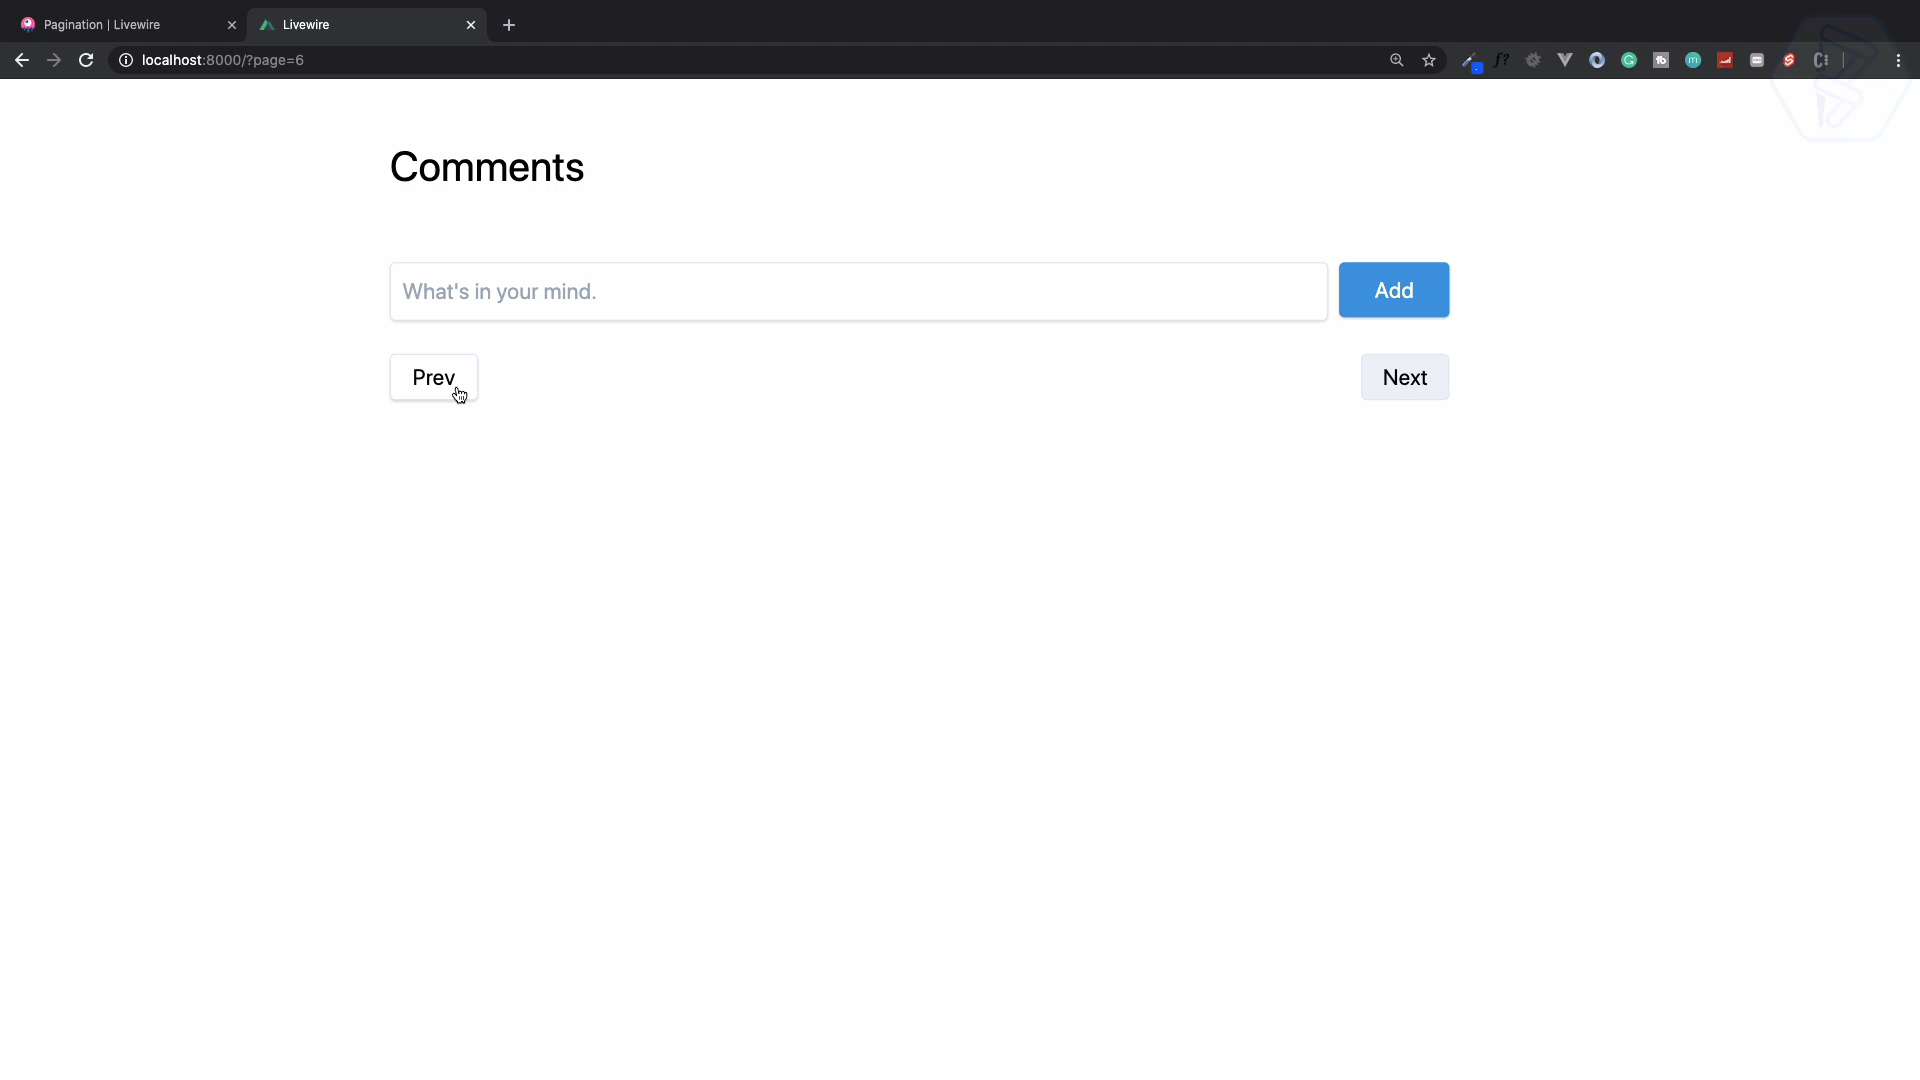 Pagination | Livewire
Livewire
localhost:8000/?page=6
Comments
What's in your mind.
Add
Prev
Next